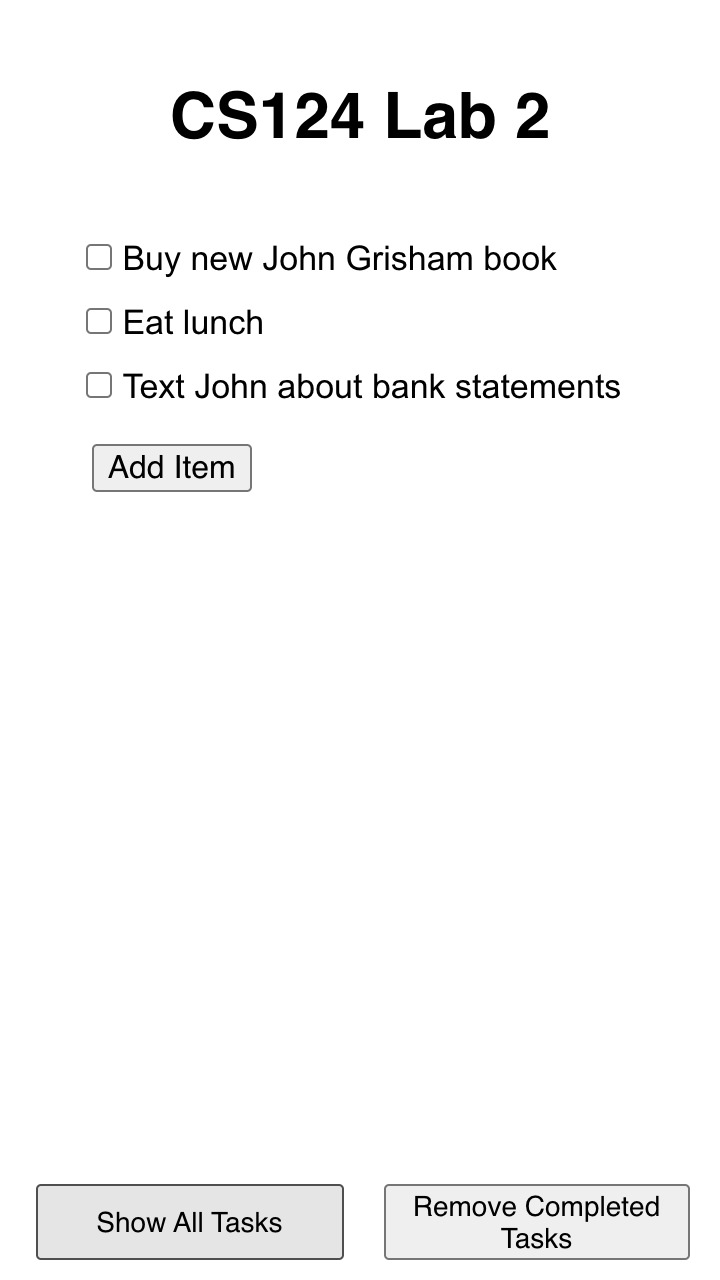 CS124 Lab 2
Buy new John Grisham book
Eat lunch
Text John about bank statements
Add Item
Show All Tasks
Remove Completed
Tasks